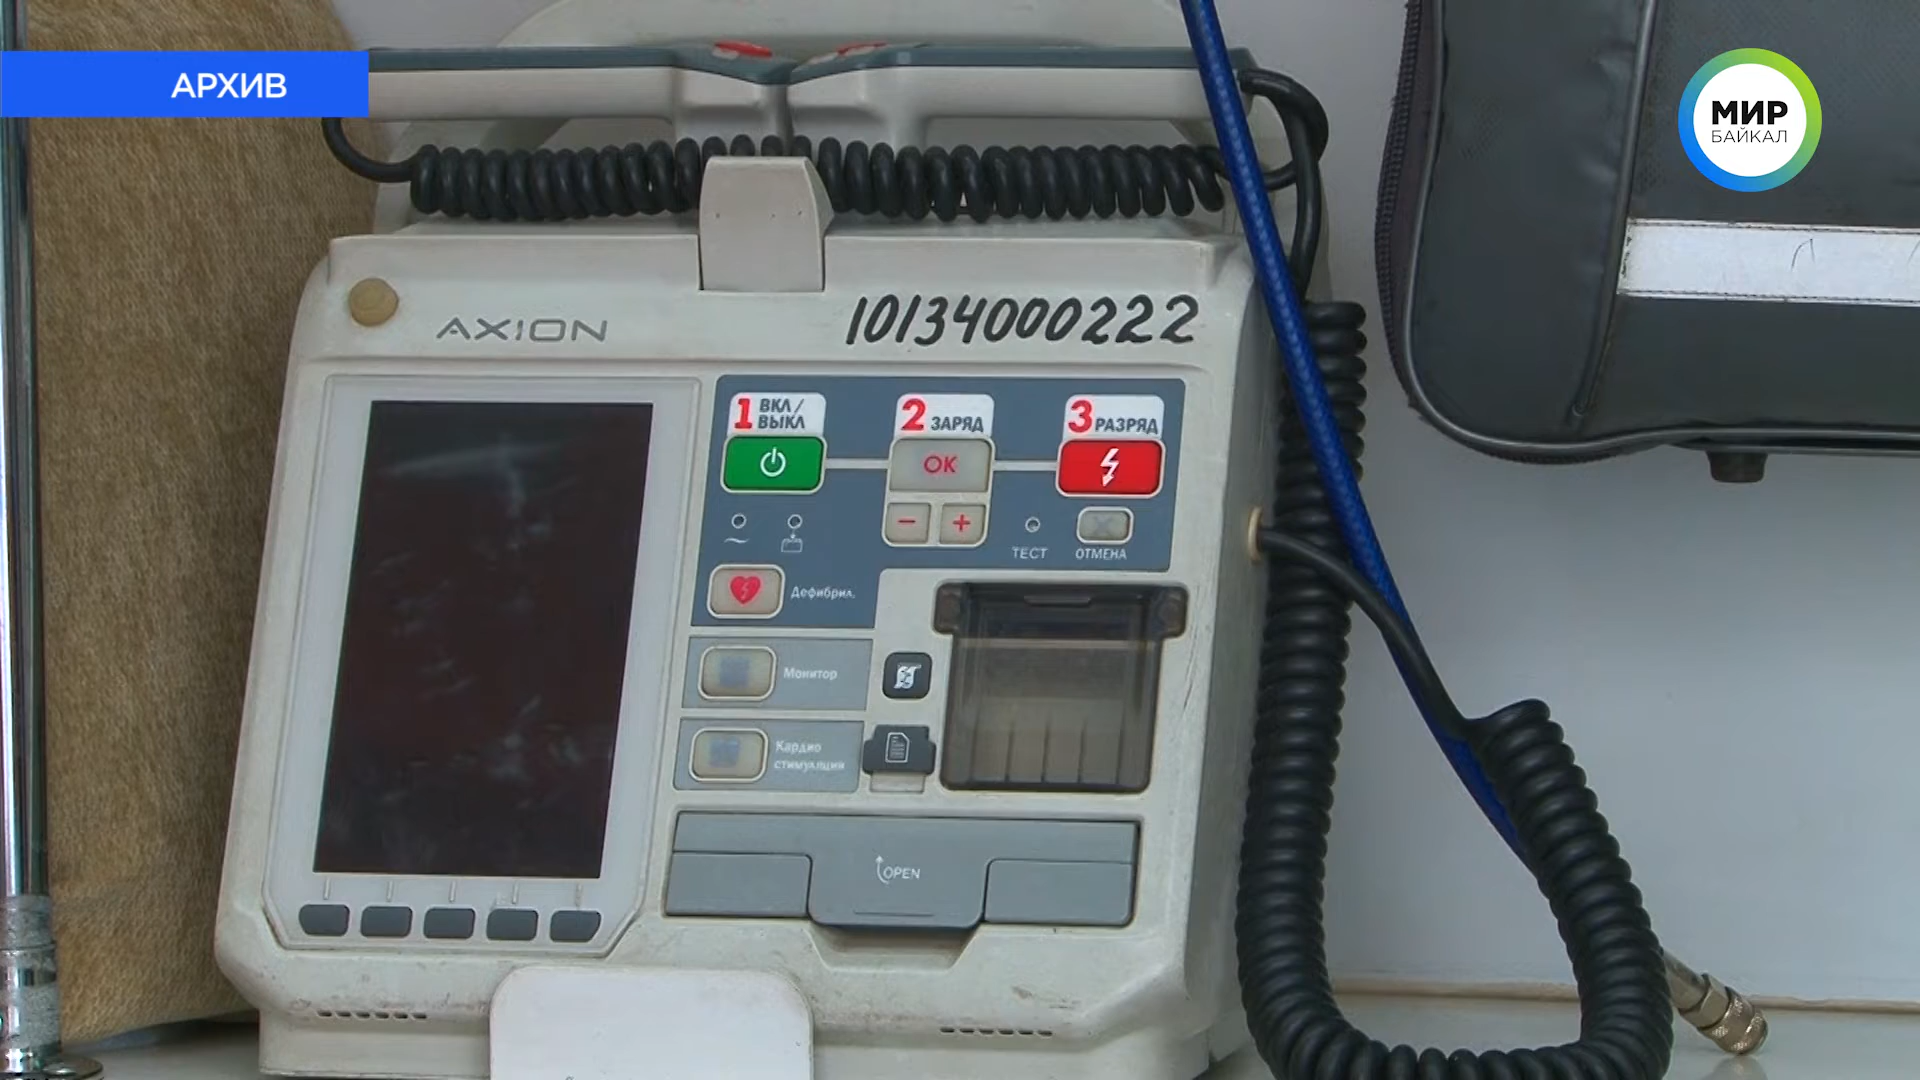 АРХИВ
МИР
БАЙКАЛ
AXION
10134000222
1 ВКЛ/
ВЫКЛ
2 ЗАРЯД
3 РАЗРЯД
OK
- +
ТЕСТ
ОТМЕНА
Дефибрил.
Монитор
Кардио
стимуляция
OPEN